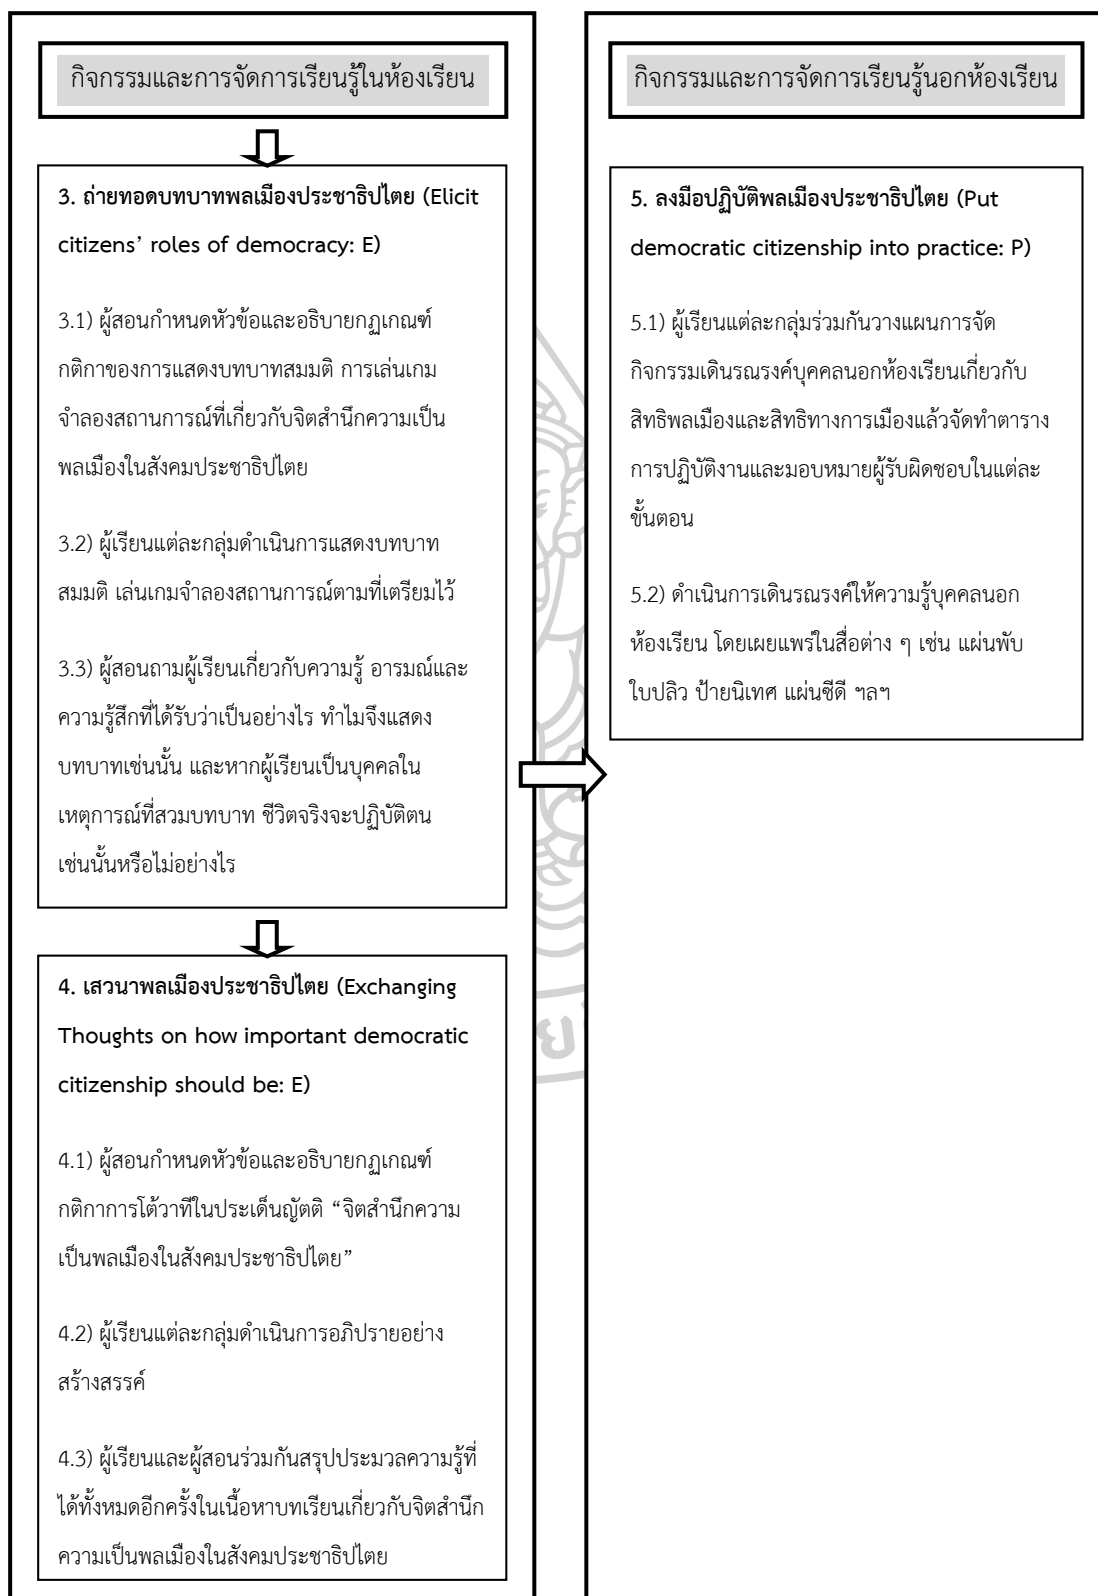 กิจกรรมและการจัดการเรียนรู้ในห้องเรียน
3. ถ่ายทอดบทบาทพลเมืองประชาธิปไตย (Elicit
citizens’ roles of democracy: E)
3.1) ผู้สอนกำหนดหัวข้อและอธิบายกฏเกณฑ์
กติกาของการแสดงบทบาทสมมติ การเล่นเกม
จำลองสถานการณ์ที่เกี่ยวกับจิตสำนึกความเป็น
พลเมืองในสังคมประชาธิปไตย
3.2) ผู้เรียนแต่ละกลุ่มดำเนินการแสดงบทบาท
สมมติ เล่นเกมจำลองสถานการณ์ตามที่เตรียมไว้
3.3) ผู้สอนถามผู้เรียนเกี่ยวกับความรู้ อารมณ์และ
ความรู้สึกที่ได้รับว่าเป็นอย่างไร ทำไมจึงแสดง
บทบาทเช่นนั้น และหากผู้เรียนเป็นบุคคลใน
เหตุการณ์ที่สวมบทบาท ชีวิตจริงจะปฏิบัติตน
เช่นนั้นหรือไม่อย่างไร
4. เสวนาพลเมืองประชาธิปไตย (Exchanging
Thoughts on how important democratic
citizenship should be: E)
4.1) ผู้สอนกำหนดหัวข้อและอธิบายกฏเกณฑ์
กติกาการโต้วาทีในประเด็นญัตติ “จิตสำนึกความ
เป็นพลเมืองในสังคมประชาธิปไตย”
4.2) ผู้เรียนแต่ละกลุ่มดำเนินการอภิปรายอย่าง
สร้างสรรค์
4.3) ผู้เรียนและผู้สอนร่วมกันสรุปประมวลความรู้ที่
ได้ทั้งหมดอีกครั้งในเนื้อหาบทเรียนเกี่ยวกับจิตสำนึก
ความเป็นพลเมืองในสังคมประชาธิปไตย
กิจกรรมและการจัดการเรียนรู้นอกห้องเรียน
5. ลงมือปฏิบัติพลเมืองประชาธิปไตย (Put
democratic citizenship into practice: P)
5.1) ผู้เรียนแต่ละกลุ่มร่วมกันวางแผนการจัด
กิจกรรมเดินรณรงค์บุคคลนอกห้องเรียนเกี่ยวกับ
สิทธิพลเมืองและสิทธิทางการเมืองแล้วจัดทำตาราง
การปฏิบัติงานและมอบหมายผู้รับผิดชอบในแต่ละ
ขั้นตอน
5.2) ดำเนินการเดินรณรงค์ให้ความรู้บุคคลนอก
ห้องเรียน โดยเผยแพร่ในสื่อต่าง ๆ เช่น แผ่นพับ
ใบปลิว ป้ายนิเทศ แผ่นซีดี ฯลฯ